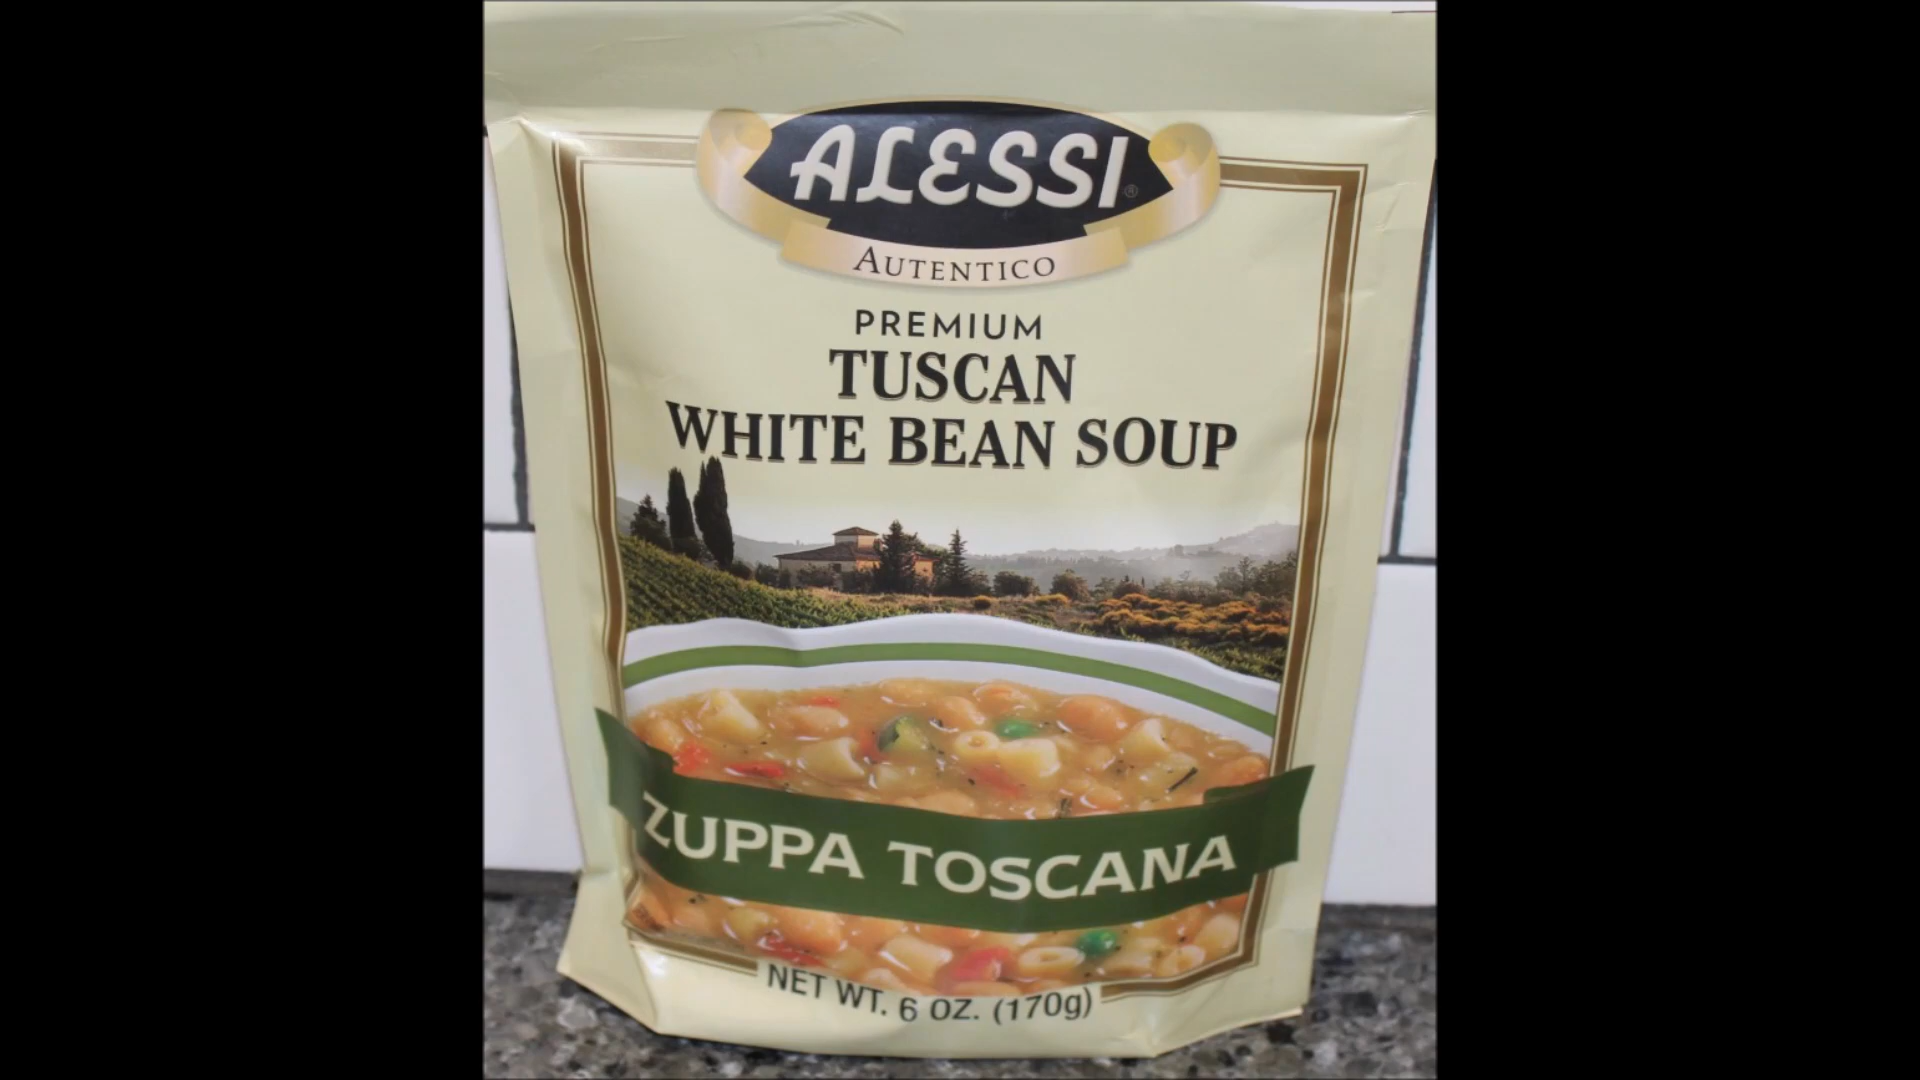 ALESSI®
AUTENTICO
PREMIUM
TUSCAN
WHITE BEAN SOUP
ZUPPA TOSCANA
NET WT. 6 OZ. (170g)